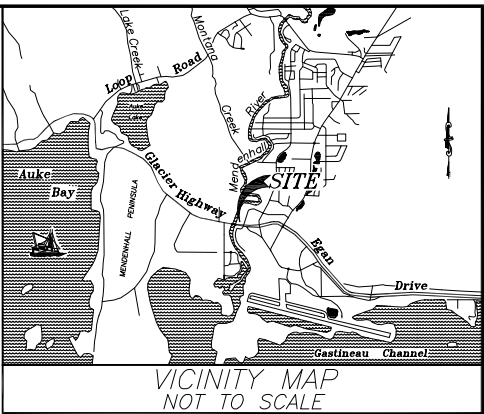 Lake Creek
Montana
Creek
Loop Road
Auke
Lake
Mendenhall River
SITE
Auke
Bay
MENDENHALL PENINSULA
Glacier Highway
Egan
Drive
Gastineau Channel
VICINITY MAP
NOT TO SCALE